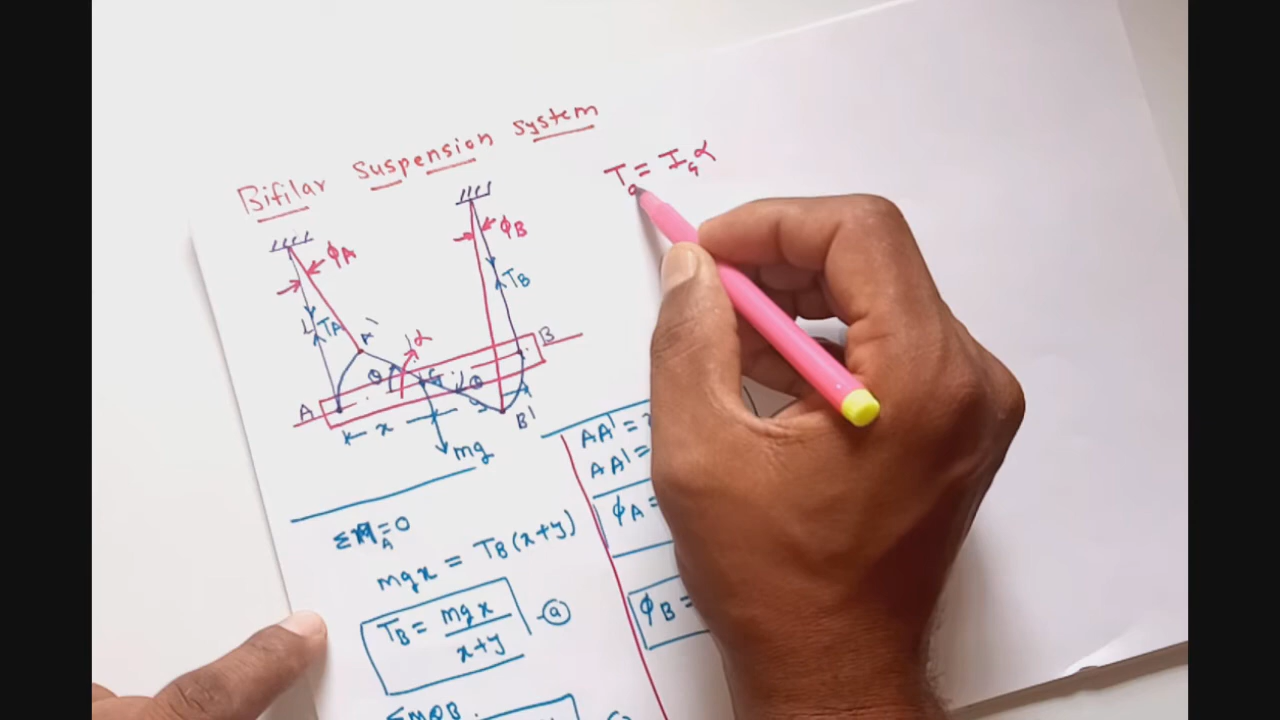 Bifilar Suspension System
T = I_G α
ϕA
ϕB
TB
L
TA
A'
α
B
θ
G
θ
A
x
y
B'
mg
AA' =
AA' =
ϕA =
ϕB =
ΣM_A = 0
mgx = TB (x+y)
TB = mgx / x+y - ⓐ